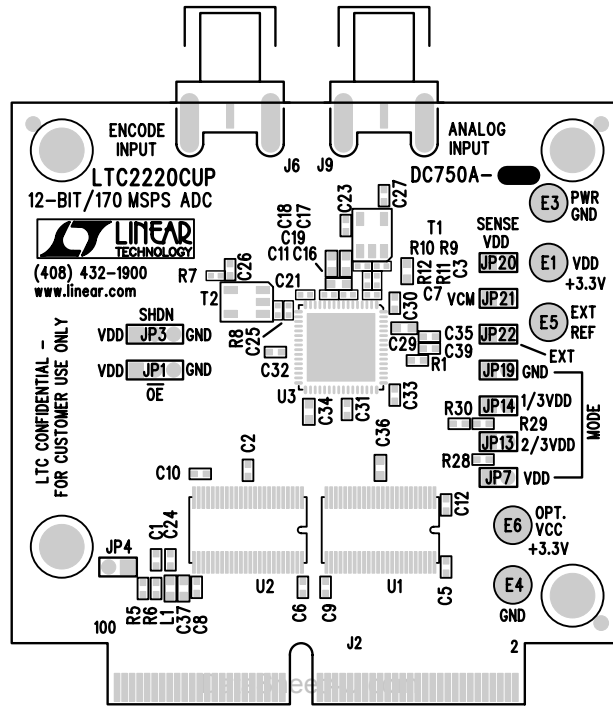 ENCODE
INPUT
ANALOG
INPUT
J6
J9
LTC2220CUP
12-BIT/170 MSPS ADC
DC750A-
LINEAR
TECHNOLOGY
(408) 432-1900
www.linear.com
E3
PWR
GND
E1
VDD
+3.3V
E5
EXT
REF
SENSE
VDD
JP20
VCM
JP21
JP22
EXT
JP19
GND
JP14
1/3VDD
JP13
2/3VDD
JP7
VDD
MODE
R30
R29
R28
C18
C17
C19
C11
C16
C23
C27
T1
R10
R9
R12
R11
C3
C7
R7
C26
T2
C21
R8
C25
C32
C30
C29
C35
C39
R1
C33
U3
C34
C31
C36
SHDN
VDD
JP3
GND
VDD
JP1
GND
OE
LTC CONFIDENTIAL -
FOR CUSTOMER USE ONLY
C10
C2
C12
C5
U2
U1
C1
C24
JP4
R5
R6
L1
C37
C8
C6
C9
E6
OPT.
VCC
+3.3V
E4
GND
100
J2
2